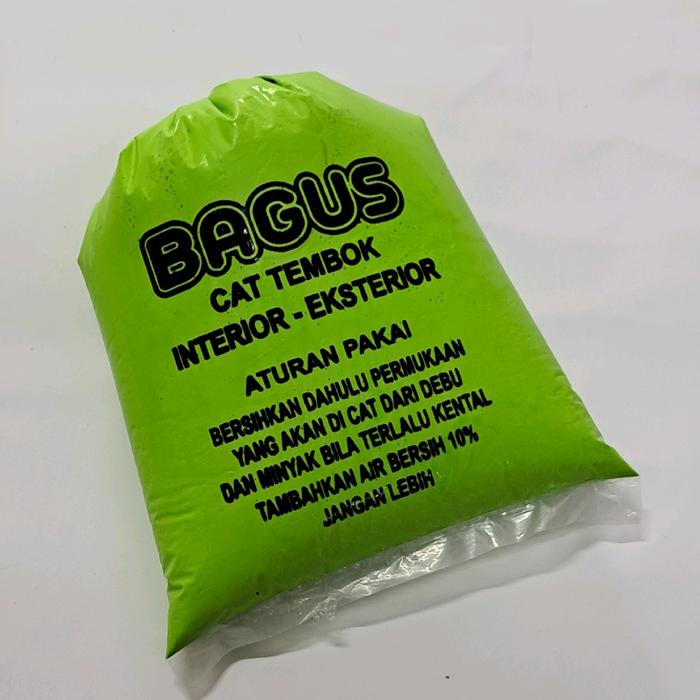 BAGUS
CAT TEMBOK
INTERIOR - EKSTERIOR
ATURAN PAKAI
BERSIHKAN DAHULU PERMUKAAN
YANG AKAN DI CAT DARI DEBU
DAN MINYAK BILA TERLALU KENTAL
TAMBAHKAN AIR BERSIH 10%
JANGAN LEBIH